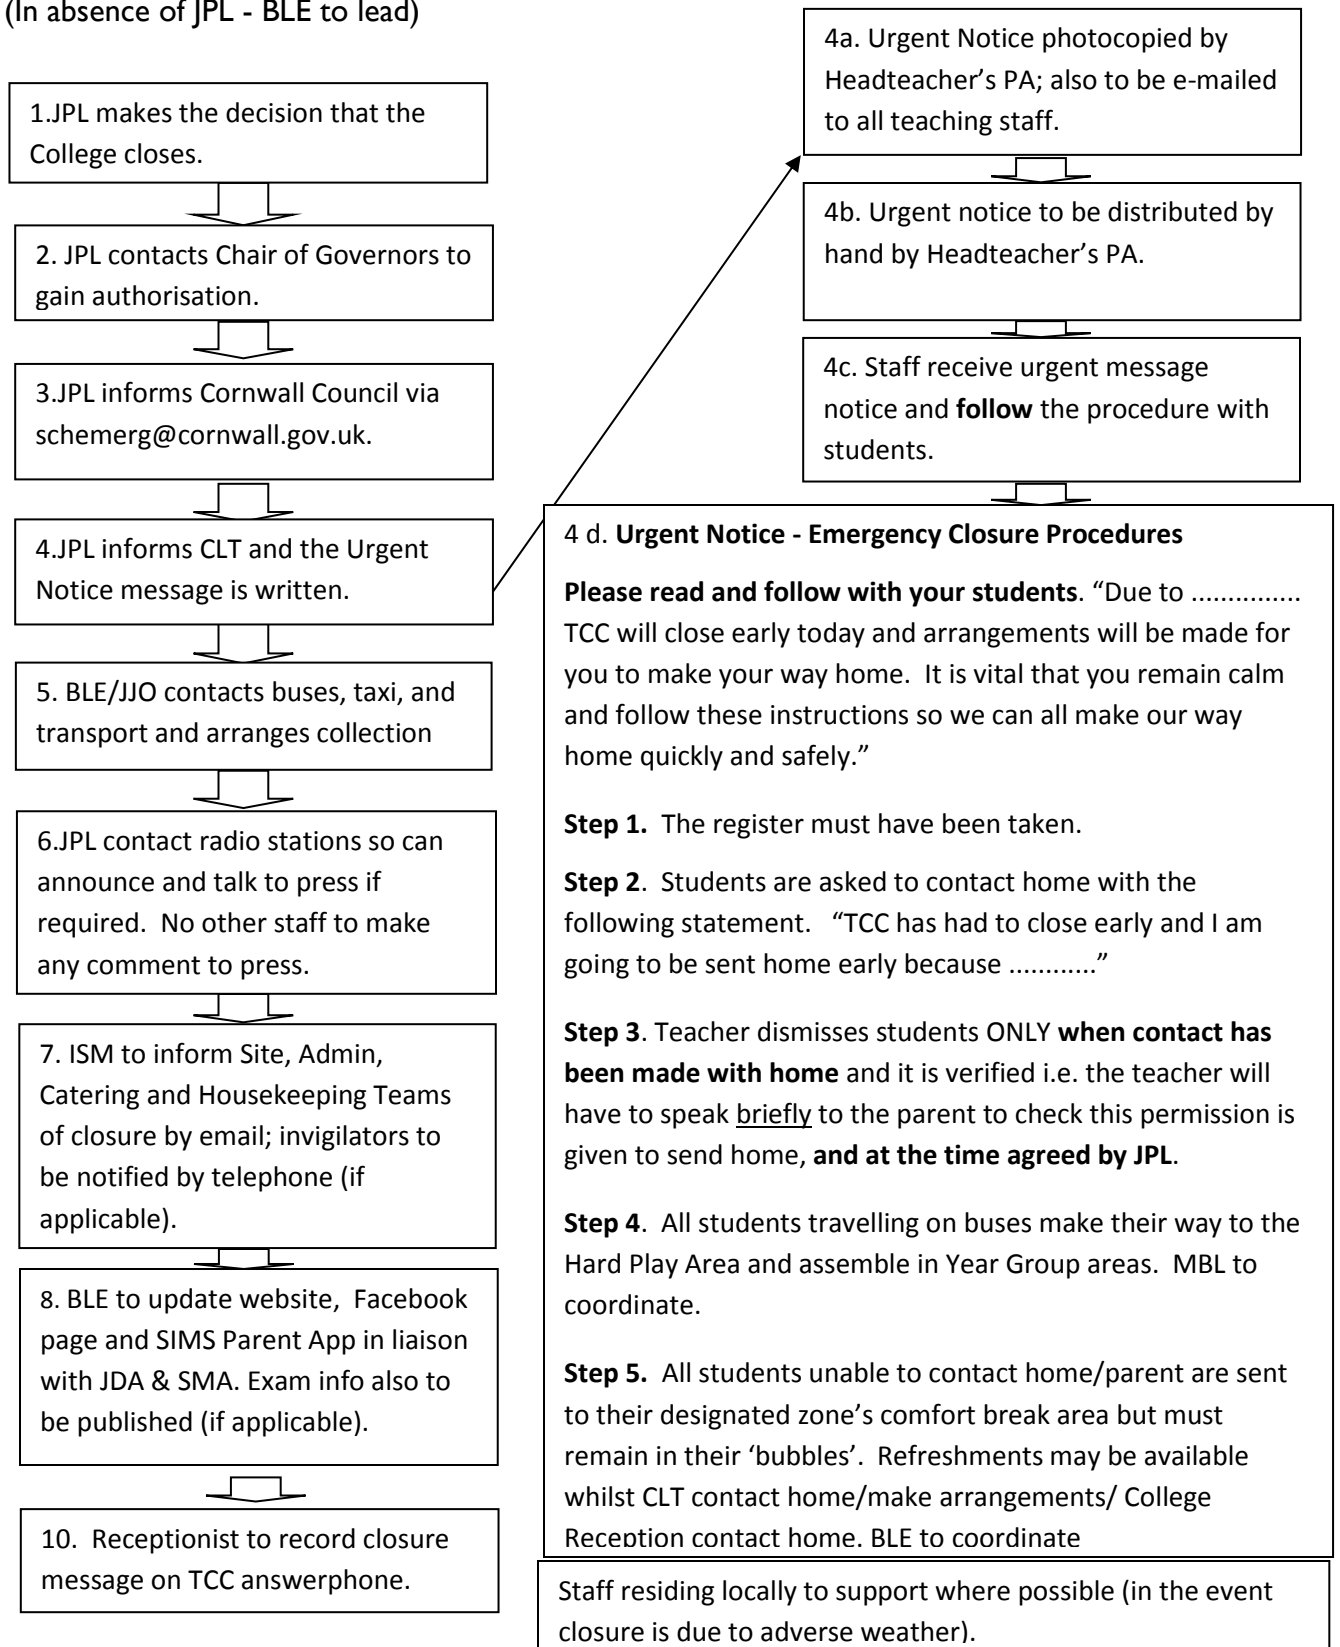 (In absence of JPL - BLE to lead)
1.JPL makes the decision that the
College closes.
2. JPL contacts Chair of Governors to
gain authorisation.
3.JPL informs Cornwall Council via
schemerg@cornwall.gov.uk.
4.JPL informs CLT and the Urgent
Notice message is written.
5. BLE/JJO contacts buses, taxi, and
transport and arranges collection
6.JPL contact radio stations so can
announce and talk to press if
required.  No other staff to make
any comment to press.
7. ISM to inform Site, Admin,
Catering and Housekeeping Teams
of closure by email; invigilators to
be notified by telephone (if
applicable).
8. BLE to update website,  Facebook
page and SIMS Parent App in liaison
with JDA & SMA. Exam info also to
be published (if applicable).
10.  Receptionist to record closure
message on TCC answerphone.
4a. Urgent Notice photocopied by
Headteacher’s PA; also to be e-mailed
to all teaching staff.
4b. Urgent notice to be distributed by
hand by Headteacher’s PA.
4c. Staff receive urgent message
notice and follow the procedure with
students.
4 d. Urgent Notice - Emergency Closure Procedures
Please read and follow with your students. “Due to ...............
TCC will close early today and arrangements will be made for
you to make your way home.  It is vital that you remain calm
and follow these instructions so we can all make our way
home quickly and safely.”
Step 1.  The register must have been taken.
Step 2.  Students are asked to contact home with the
following statement.   “TCC has had to close early and I am
going to be sent home early because ............”
Step 3. Teacher dismisses students ONLY when contact has
been made with home and it is verified i.e. the teacher will
have to speak briefly to the parent to check this permission is
given to send home, and at the time agreed by JPL.
Step 4.  All students travelling on buses make their way to the
Hard Play Area and assemble in Year Group areas.  MBL to
coordinate.
Step 5.  All students unable to contact home/parent are sent
to their designated zone’s comfort break area but must
remain in their ‘bubbles’.  Refreshments may be available
whilst CLT contact home/make arrangements/ College
Reception contact home. BLE to coordinate
Staff residing locally to support where possible (in the event
closure is due to adverse weather).